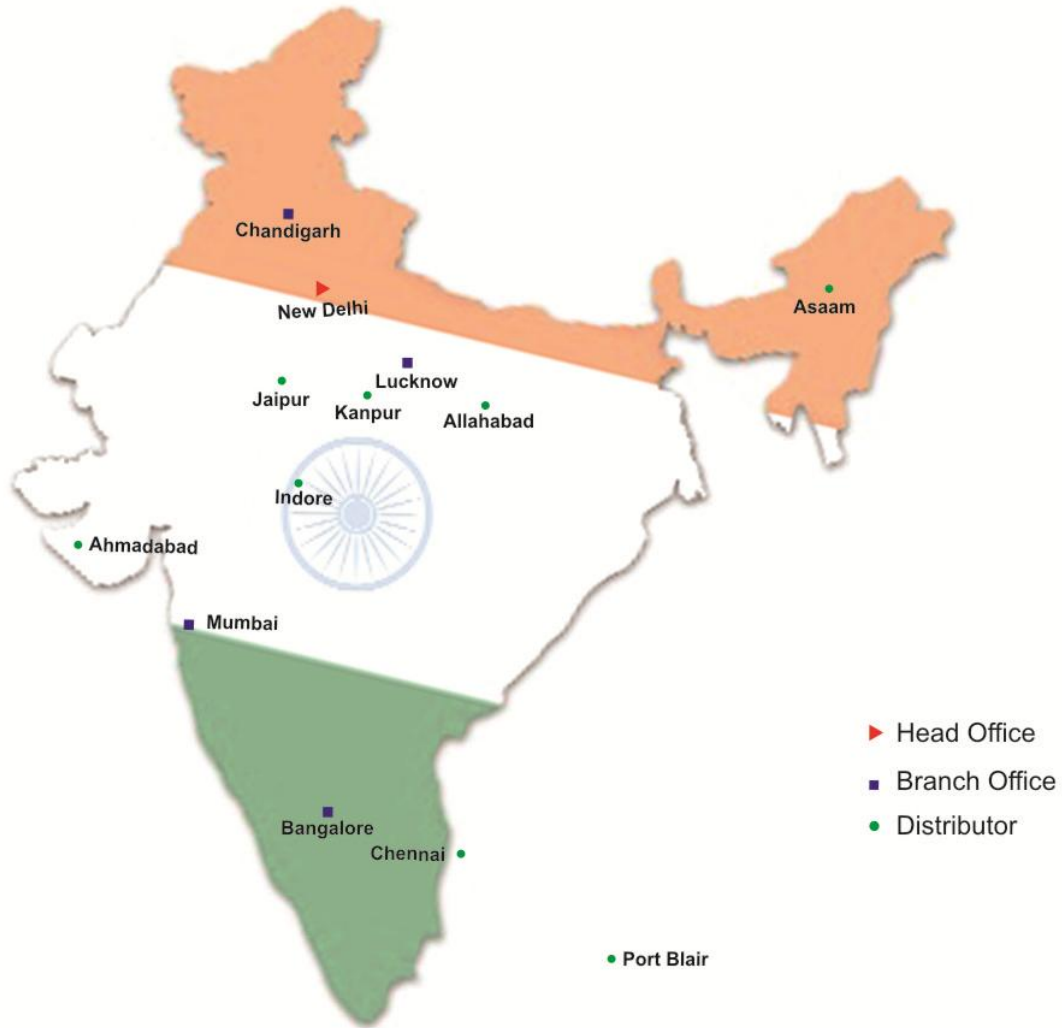 Chandigarh
New Delhi
Asaam
Lucknow
Jaipur
Kanpur
Allahabad
Indore
Ahmadabad
Mumbai
Head Office
Branch Office
Distributor
Bangalore
Chennai
Port Blair